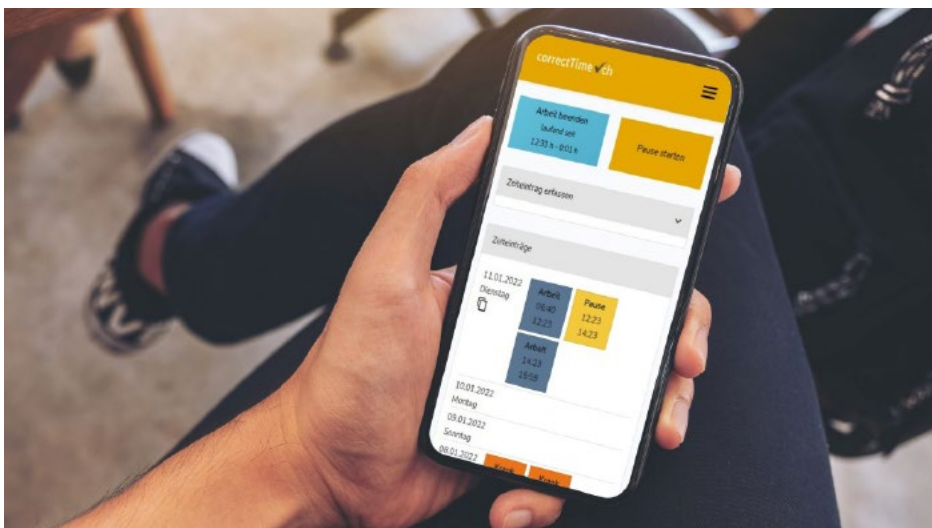 correctTime✓ch
Arbeit beenden
laufend seit
12:33 h - 0:01 h
Pause starten
Zeiteintrag erfassen
Zeiteinträge
11.01.2022
Dienstag
Arbeit
12:23
Pause
12:23
14:23
Arbeit
14:23
10.01.2022
Montag
09.01.2022
Sonntag
08.01.2022
Krank
Krank